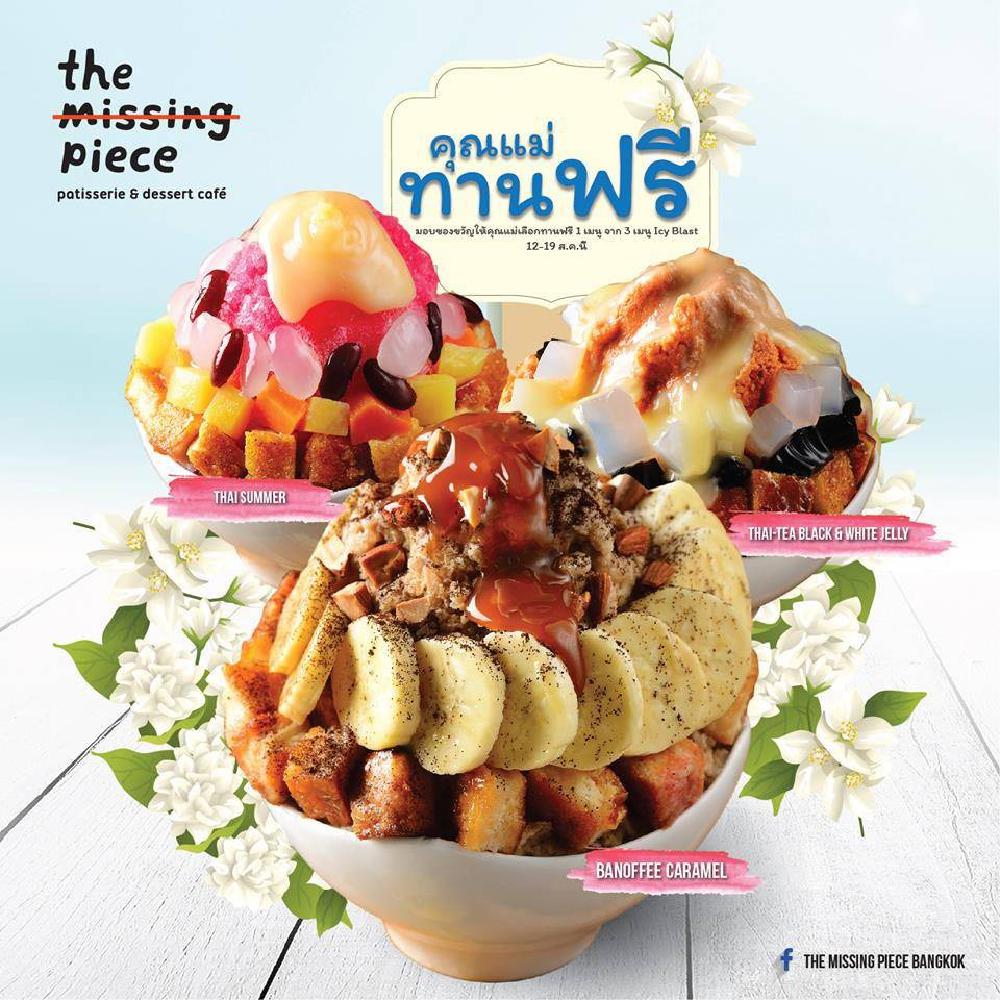 the
missing
piece
patisserie & dessert café
คุณแม่
ทานฟรี
มอบของขวัญให้คุณแม่เลือกทานฟรี 1 เมนู จาก 3 เมนู Icy Blast
12-19 ส.ค.นี้
THAI SUMMER
THAI-TEA BLACK & WHITE JELLY
BANOFFEE CARAMEL
f THE MISSING PIECE BANGKOK